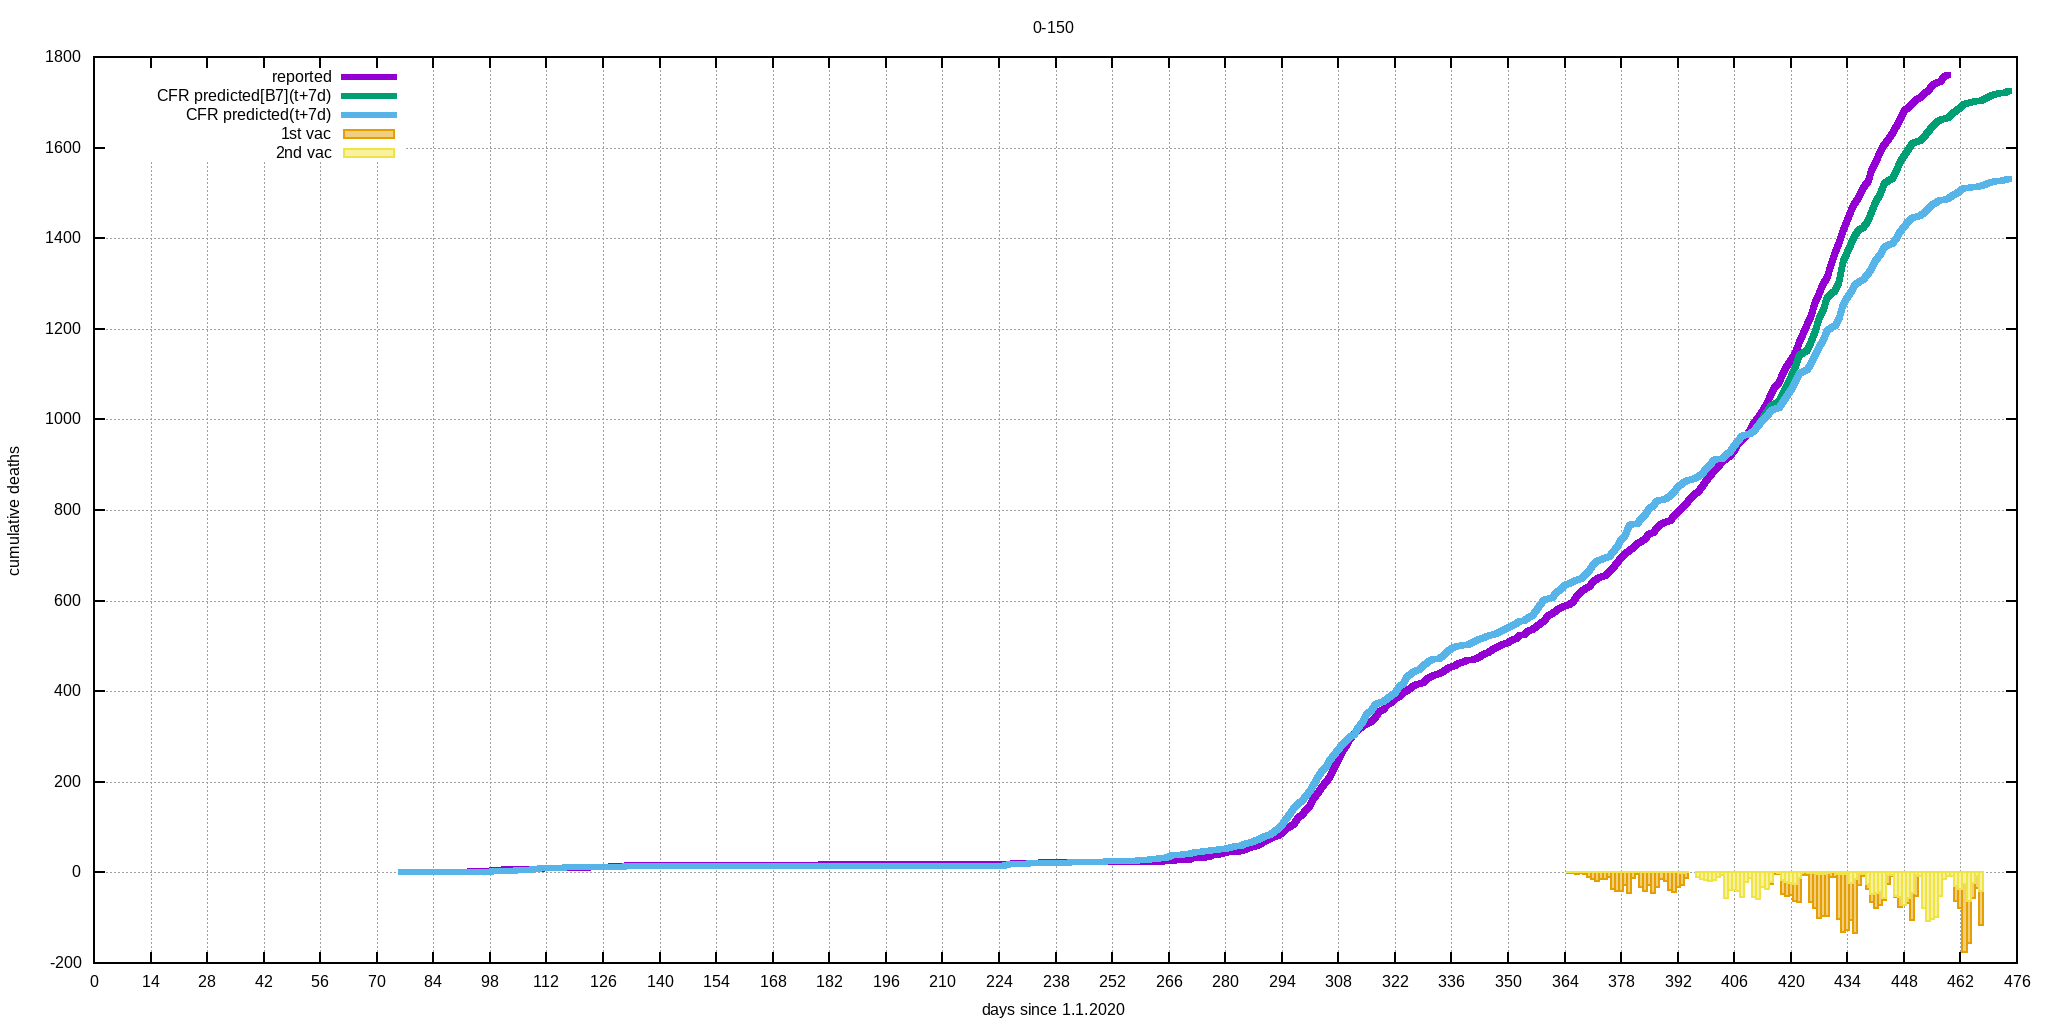 0-150
1800
1600
1400
1200
1000
800
600
400
200
0
-200
cumulative deaths
reported
CFR predicted[B7](t+7d)
CFR predicted(t+7d)
1st vac
2nd vac
0 14 28 42 56 70 84 98 112 126 140 154 168 182 196 210 224 238 252 266 280 294 308 322 336 350 364 378 392 406 420 434 448 462 476
days since 1.1.2020